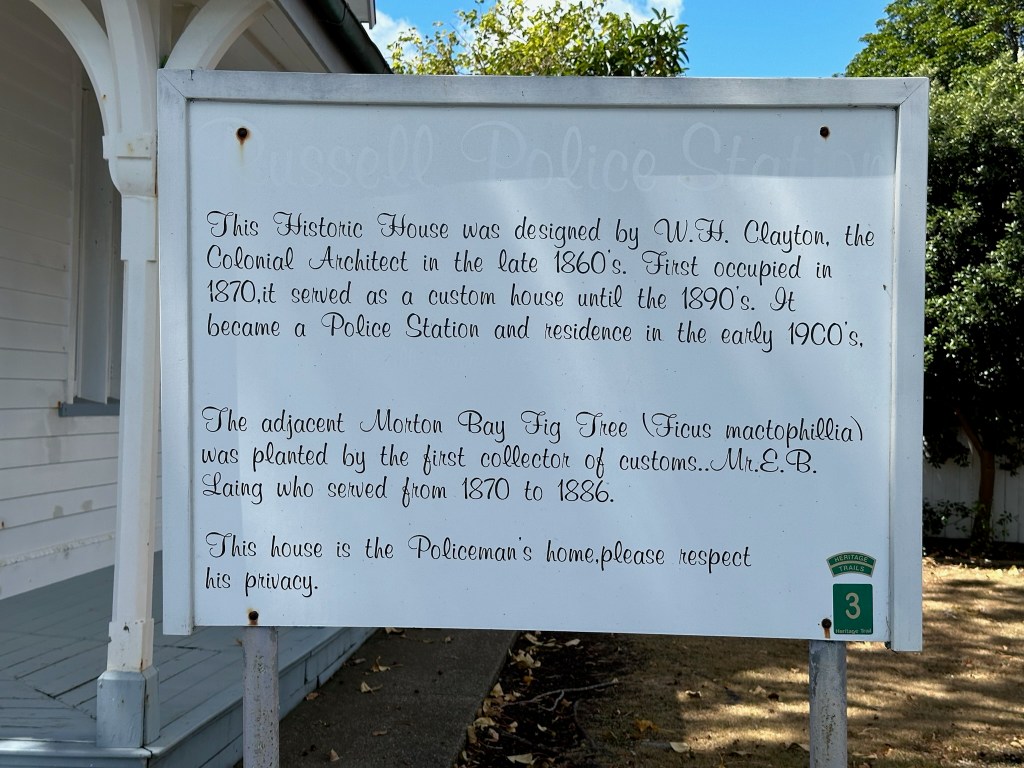 Russell Police Station
This Historic House was designed by W.H. Clayton, the
Colonial Architect in the late 1860's. First occupied in
1870,it served as a custom house until the 1890's. It
became a Police Station and residence in the early 1900's,
The adjacent Morton Bay Fig Tree (Ficus mactophillia)
was planted by the first collector of customs..Mr.E.B.
Laing who served from 1870 to 1886.
This house is the Policeman's home,please respect
his privacy.
HERITAGE
TRAILS
3
Heritage Trail